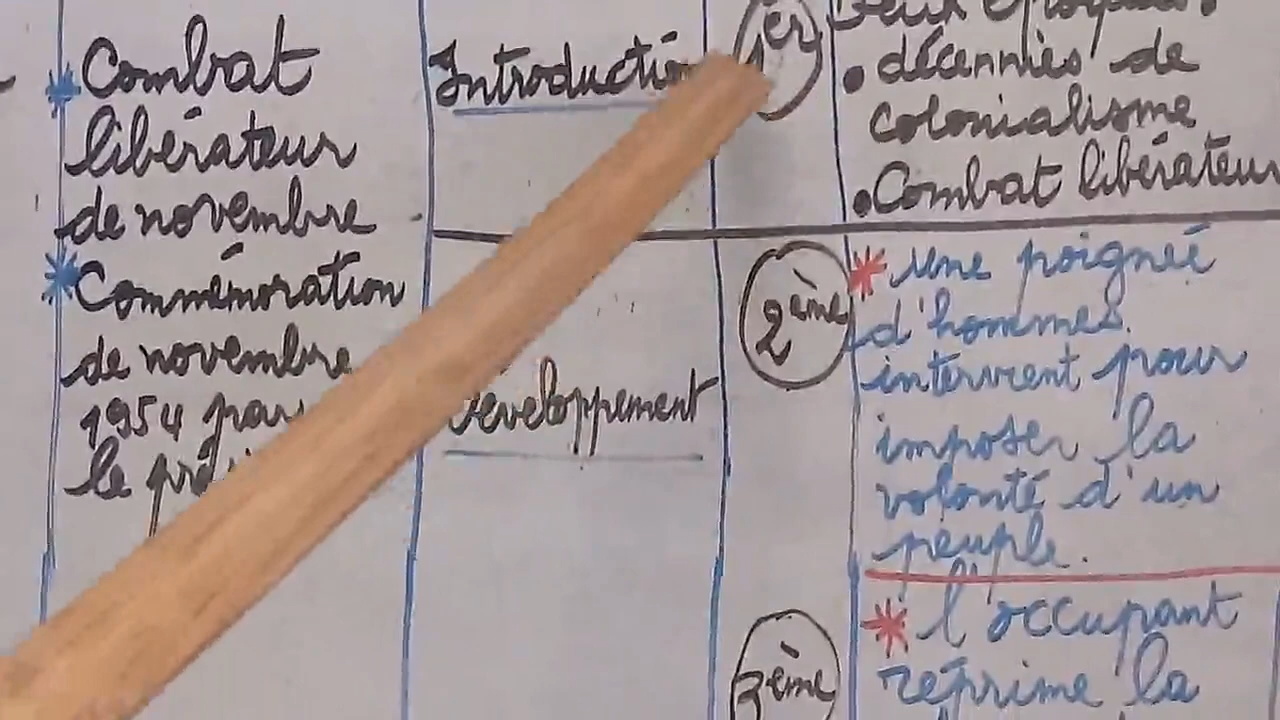 Combat
libérateur
de novembre
Commémoration
de novembre
1954 par
le
Introduction
Développement
1er
2ème
3ème
décennies de
colonialisme
Combat libérateur
une poignée
d'hommes
intervient pour
imposer la
volonté d'un
peuple.
l'occupant
réprime la